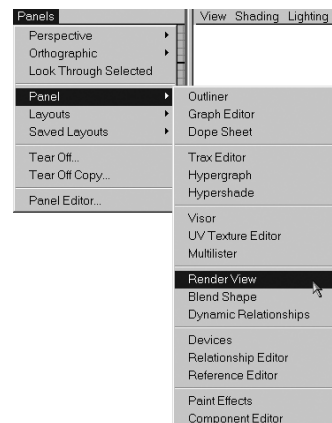 Panels
View Shading Lighting
Perspective
Orthographic
Look Through Selected
Panel
Layouts
Saved Layouts
Tear Off...
Tear Off Copy...
Panel Editor...
Outliner
Graph Editor
Dope Sheet
Trax Editor
Hypergraph
Hypershade
Visor
UV Texture Editor
Multilister
Render View
Blend Shape
Dynamic Relationships
Devices
Relationship Editor
Reference Editor
Paint Effects
Component Editor